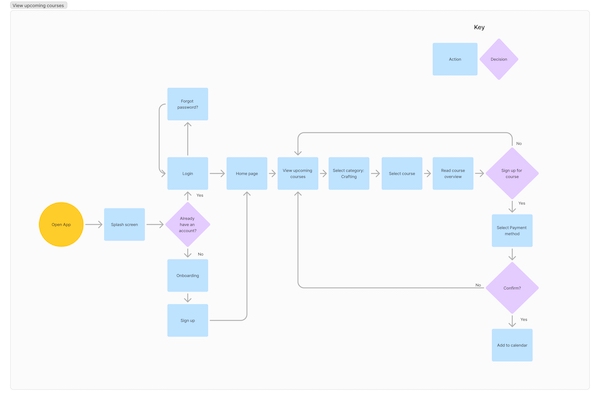 View upcoming courses
Key
Action
Decision
Forgot
password?
Login
Home page
View upcoming
courses
Select category:
Crafting
Select course
Read course
overview
Sign up for
course
No
Yes
Open App
Splash screen
Already
have an
account?
Yes
No
Onboarding
Sign up
Select Payment
method
Confirm?
No
Yes
Add to calendar